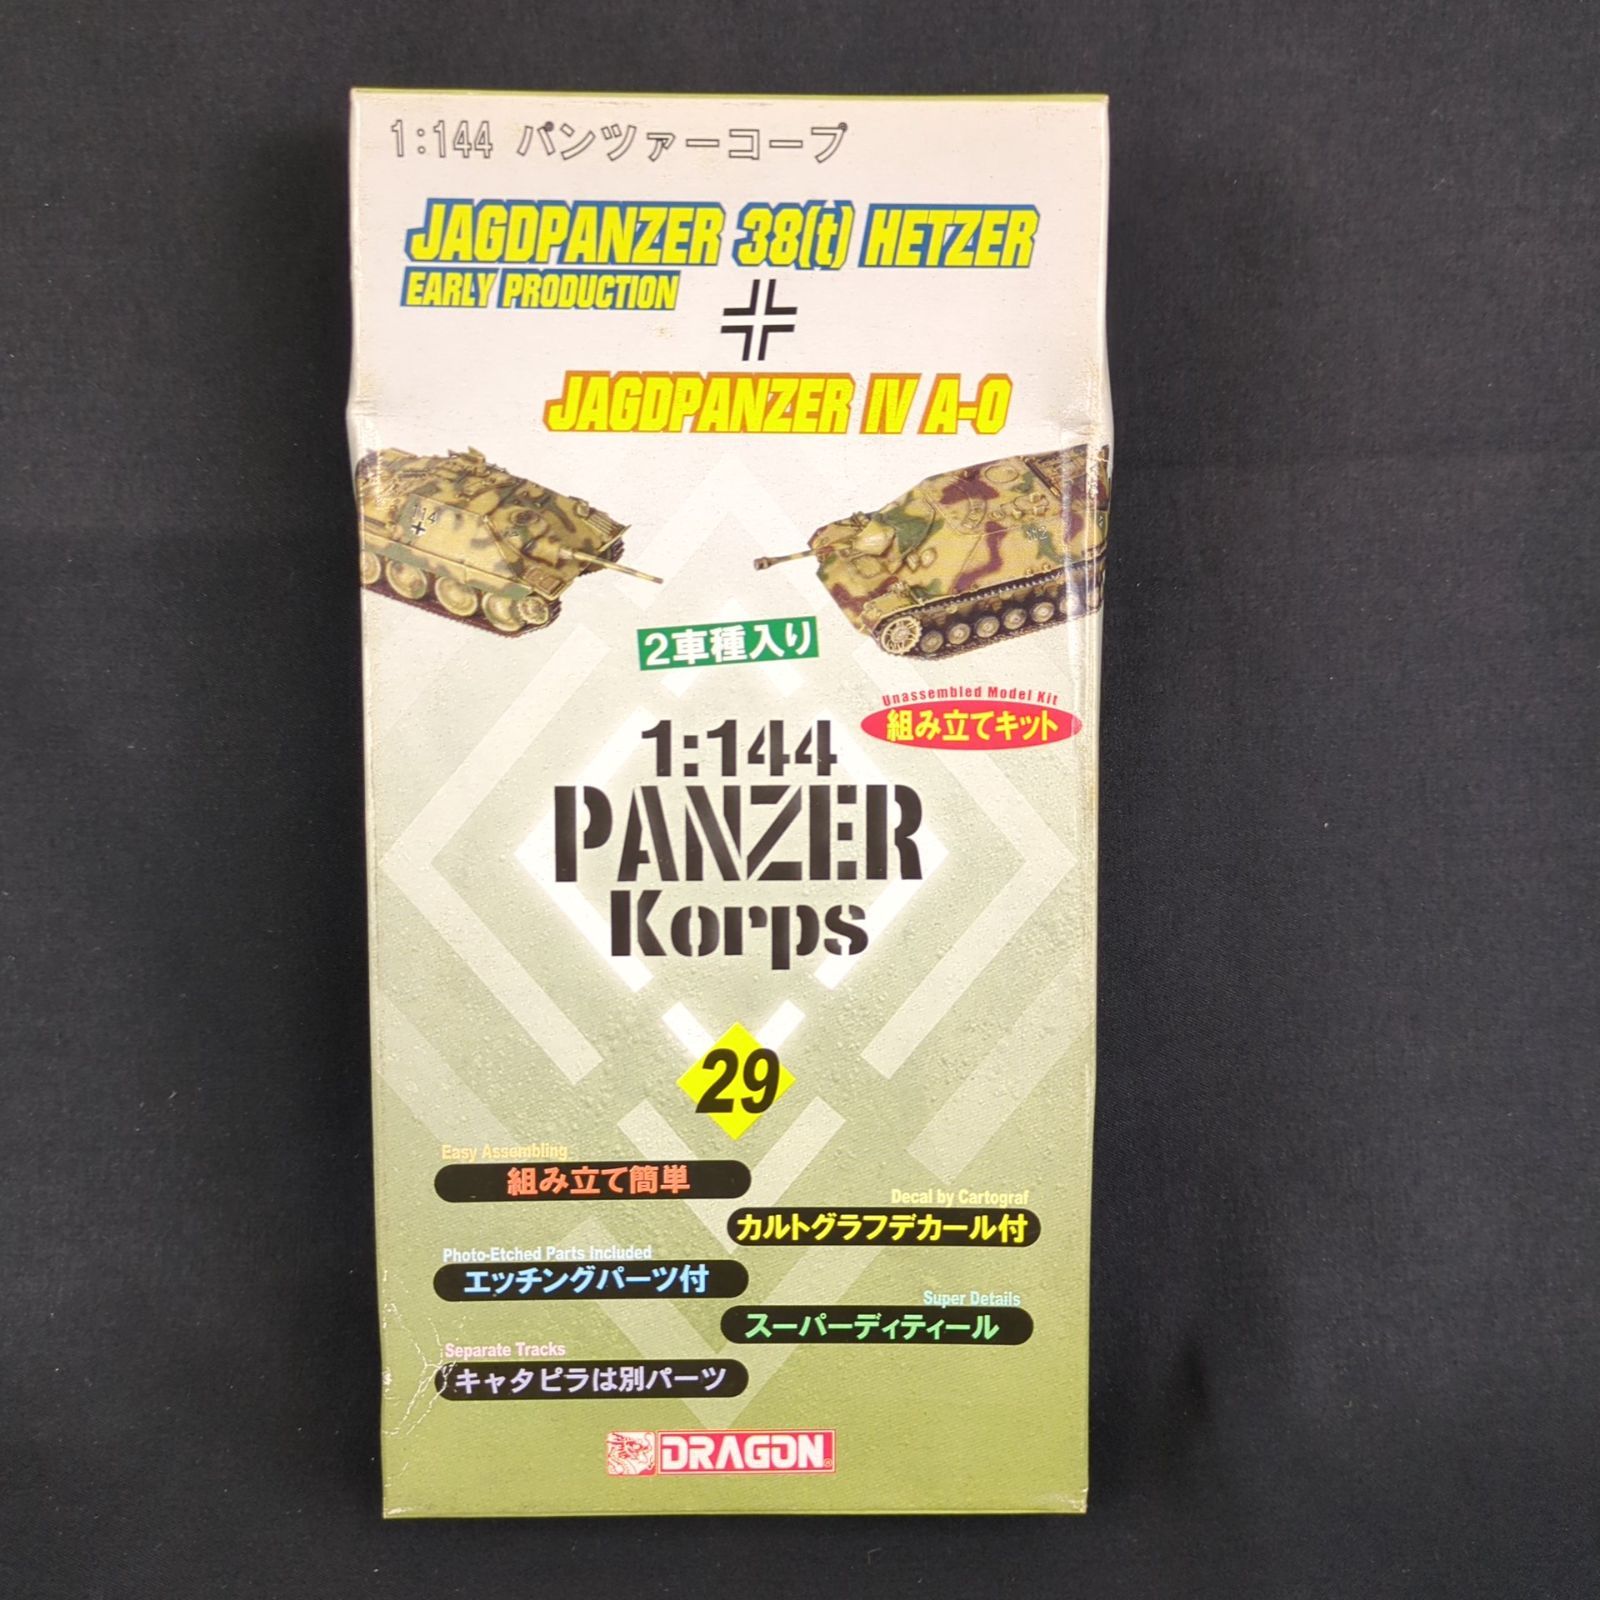 1:144 パンツァーコープ
JAGDPANZER 38(t) HETZER
EARLY PRODUCTION
JAGDPANZER IV A-0
114
2車種入り
Unassembled Model Kit
組み立てキット
1:144
PANZER
Korps
29
Easy Assembling
組み立て簡単
Decal by Cartograf
カルトグラフデカール付
Photo-Etched Parts Included
エッチングパーツ付
Super Details
スーパーディティール
Separate Tracks
キャタピラは別パーツ
DRAGON®